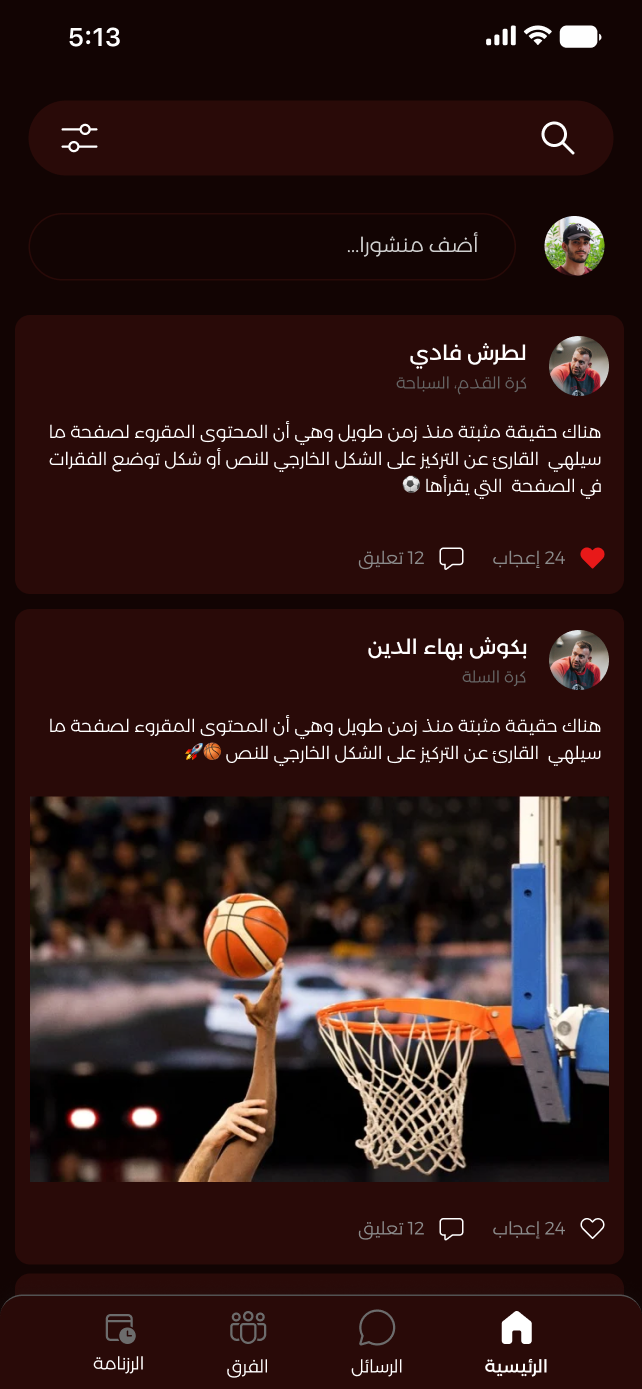 5:13
أضف منشورا...
لطرش فادي
كرة القدم، السباحة
هناك حقيقة مثبتة منذ زمن طويل وهي أن المحتوى المقروء لصفحة ما
سيلهي القارئ عن التركيز على الشكل الخارجي للنص أو شكل توضع الفقرات
في الصفحة التي يقرأها ⚽
24 إعجاب 12 تعليق
بكوش بهاء الدين
كرة السلة
هناك حقيقة مثبتة منذ زمن طويل وهي أن المحتوى المقروء لصفحة ما
سيلهي القارئ عن التركيز على الشكل الخارجي للنص 🏀🚀
24 إعجاب 12 تعليق
الرئيسية الرسائل الفرق الرزنامة